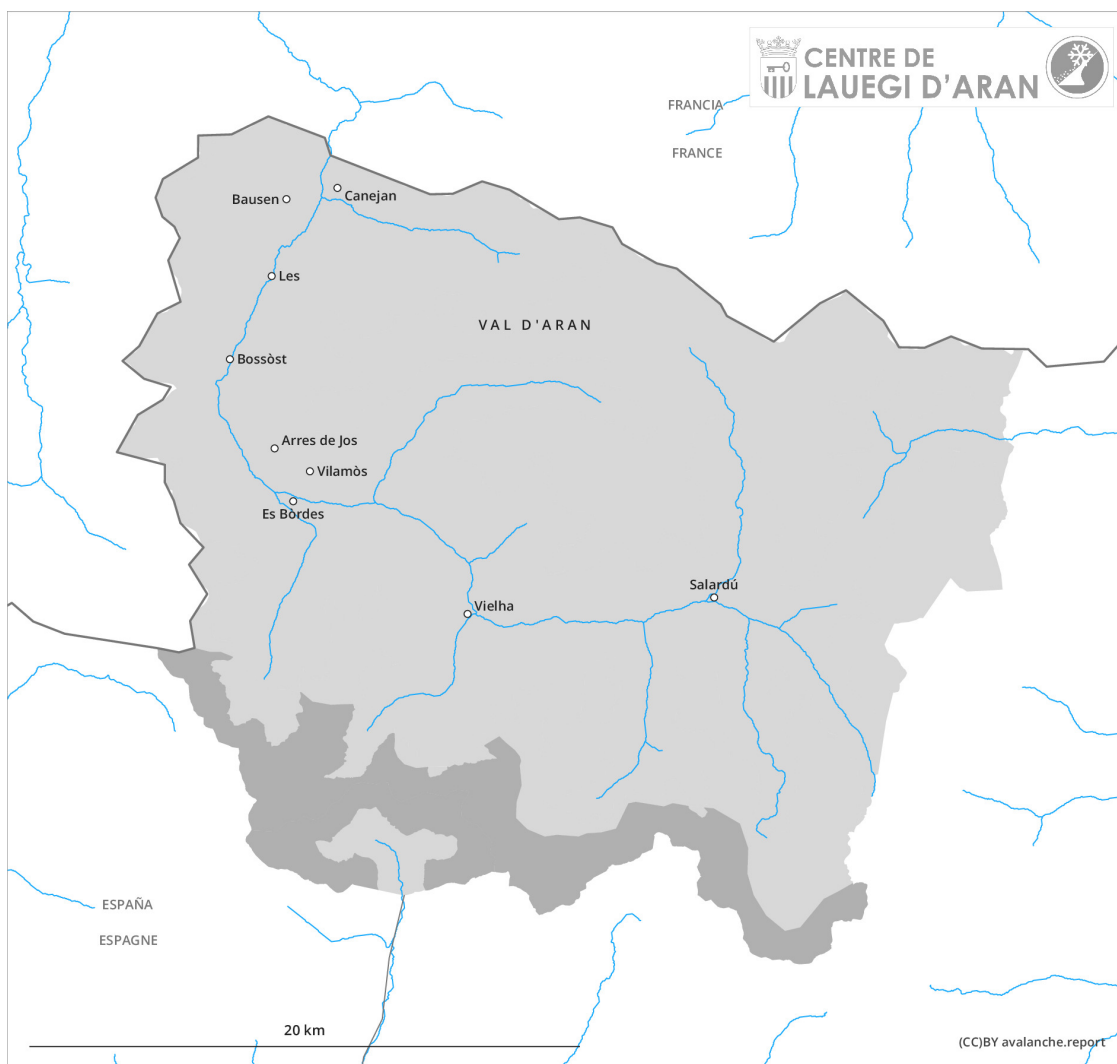 CENTRE DE
LAUEGI D'ARAN
FRANCIA
FRANCE
Bausen
Canejan
Les
VAL D'ARAN
Bossòst
Arres de Jos
Vilamòs
Es Bòrdes
Salardú
Vielha
ESPAÑA
ESPAGNE
20 km
(CC)BY avalanche.report